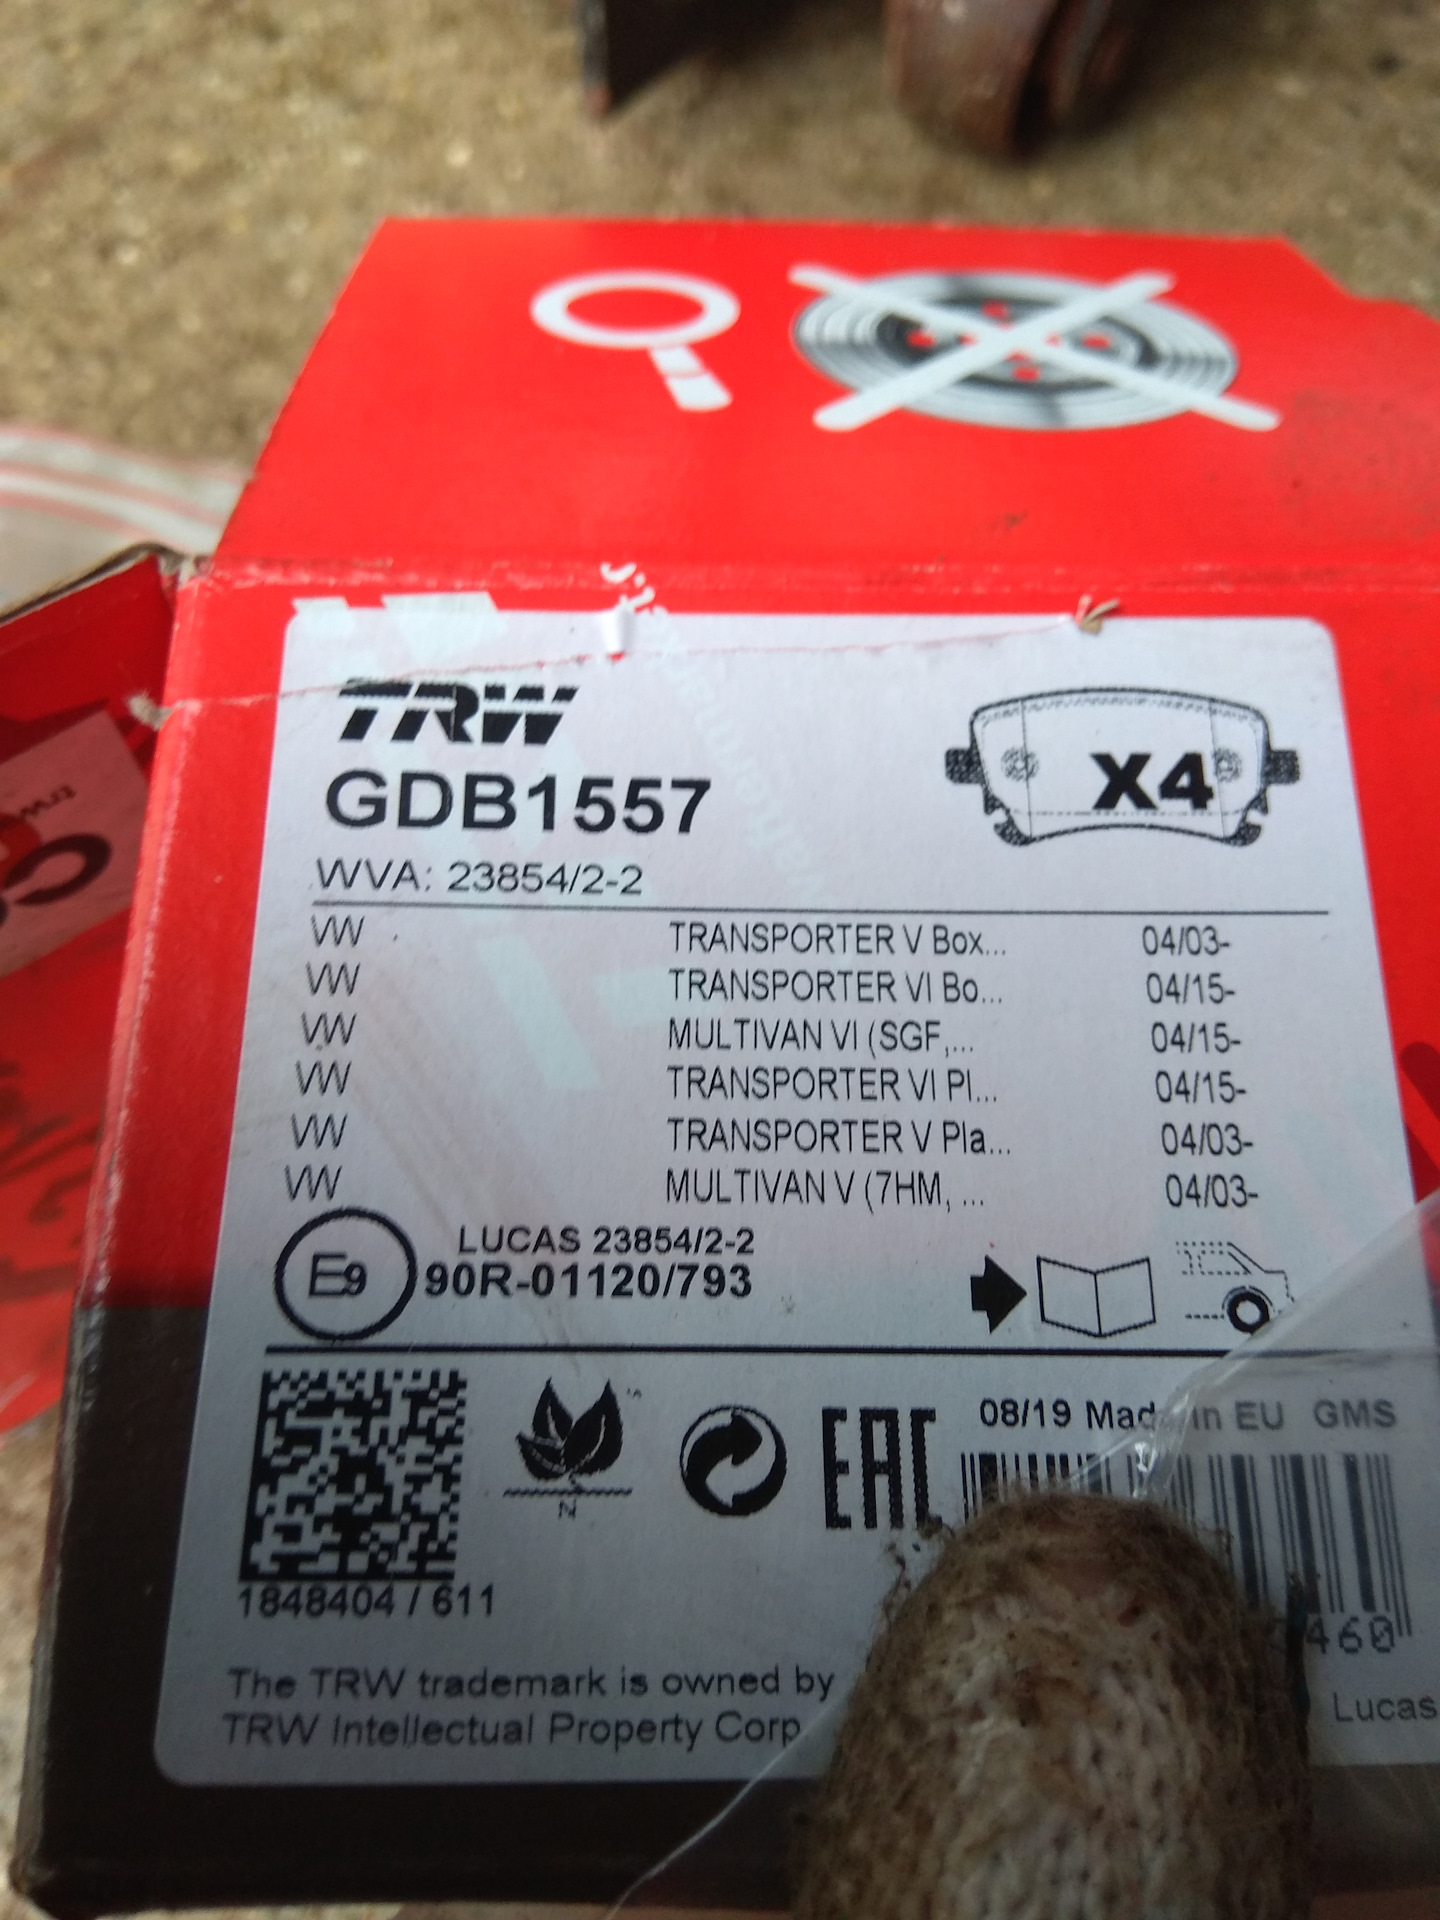 TRW
X4
GDB1557
WVA: 23854/2-2
VW TRANSPORTER V Box... 04/03-
VW TRANSPORTER VI Bo... 04/15-
VW MULTIVAN VI (SGF,... 04/15-
VW TRANSPORTER VI Pl... 04/15-
VW TRANSPORTER V Pla... 04/03-
VW MULTIVAN V (7HM, ... 04/03-
LUCAS 23854/2-2
E9 90R-01120/793
08/19 Made in EU GMS
EAC
460
1848404 / 611
The TRW trademark is owned by
TRW Intellectual Property Corp
Lucas